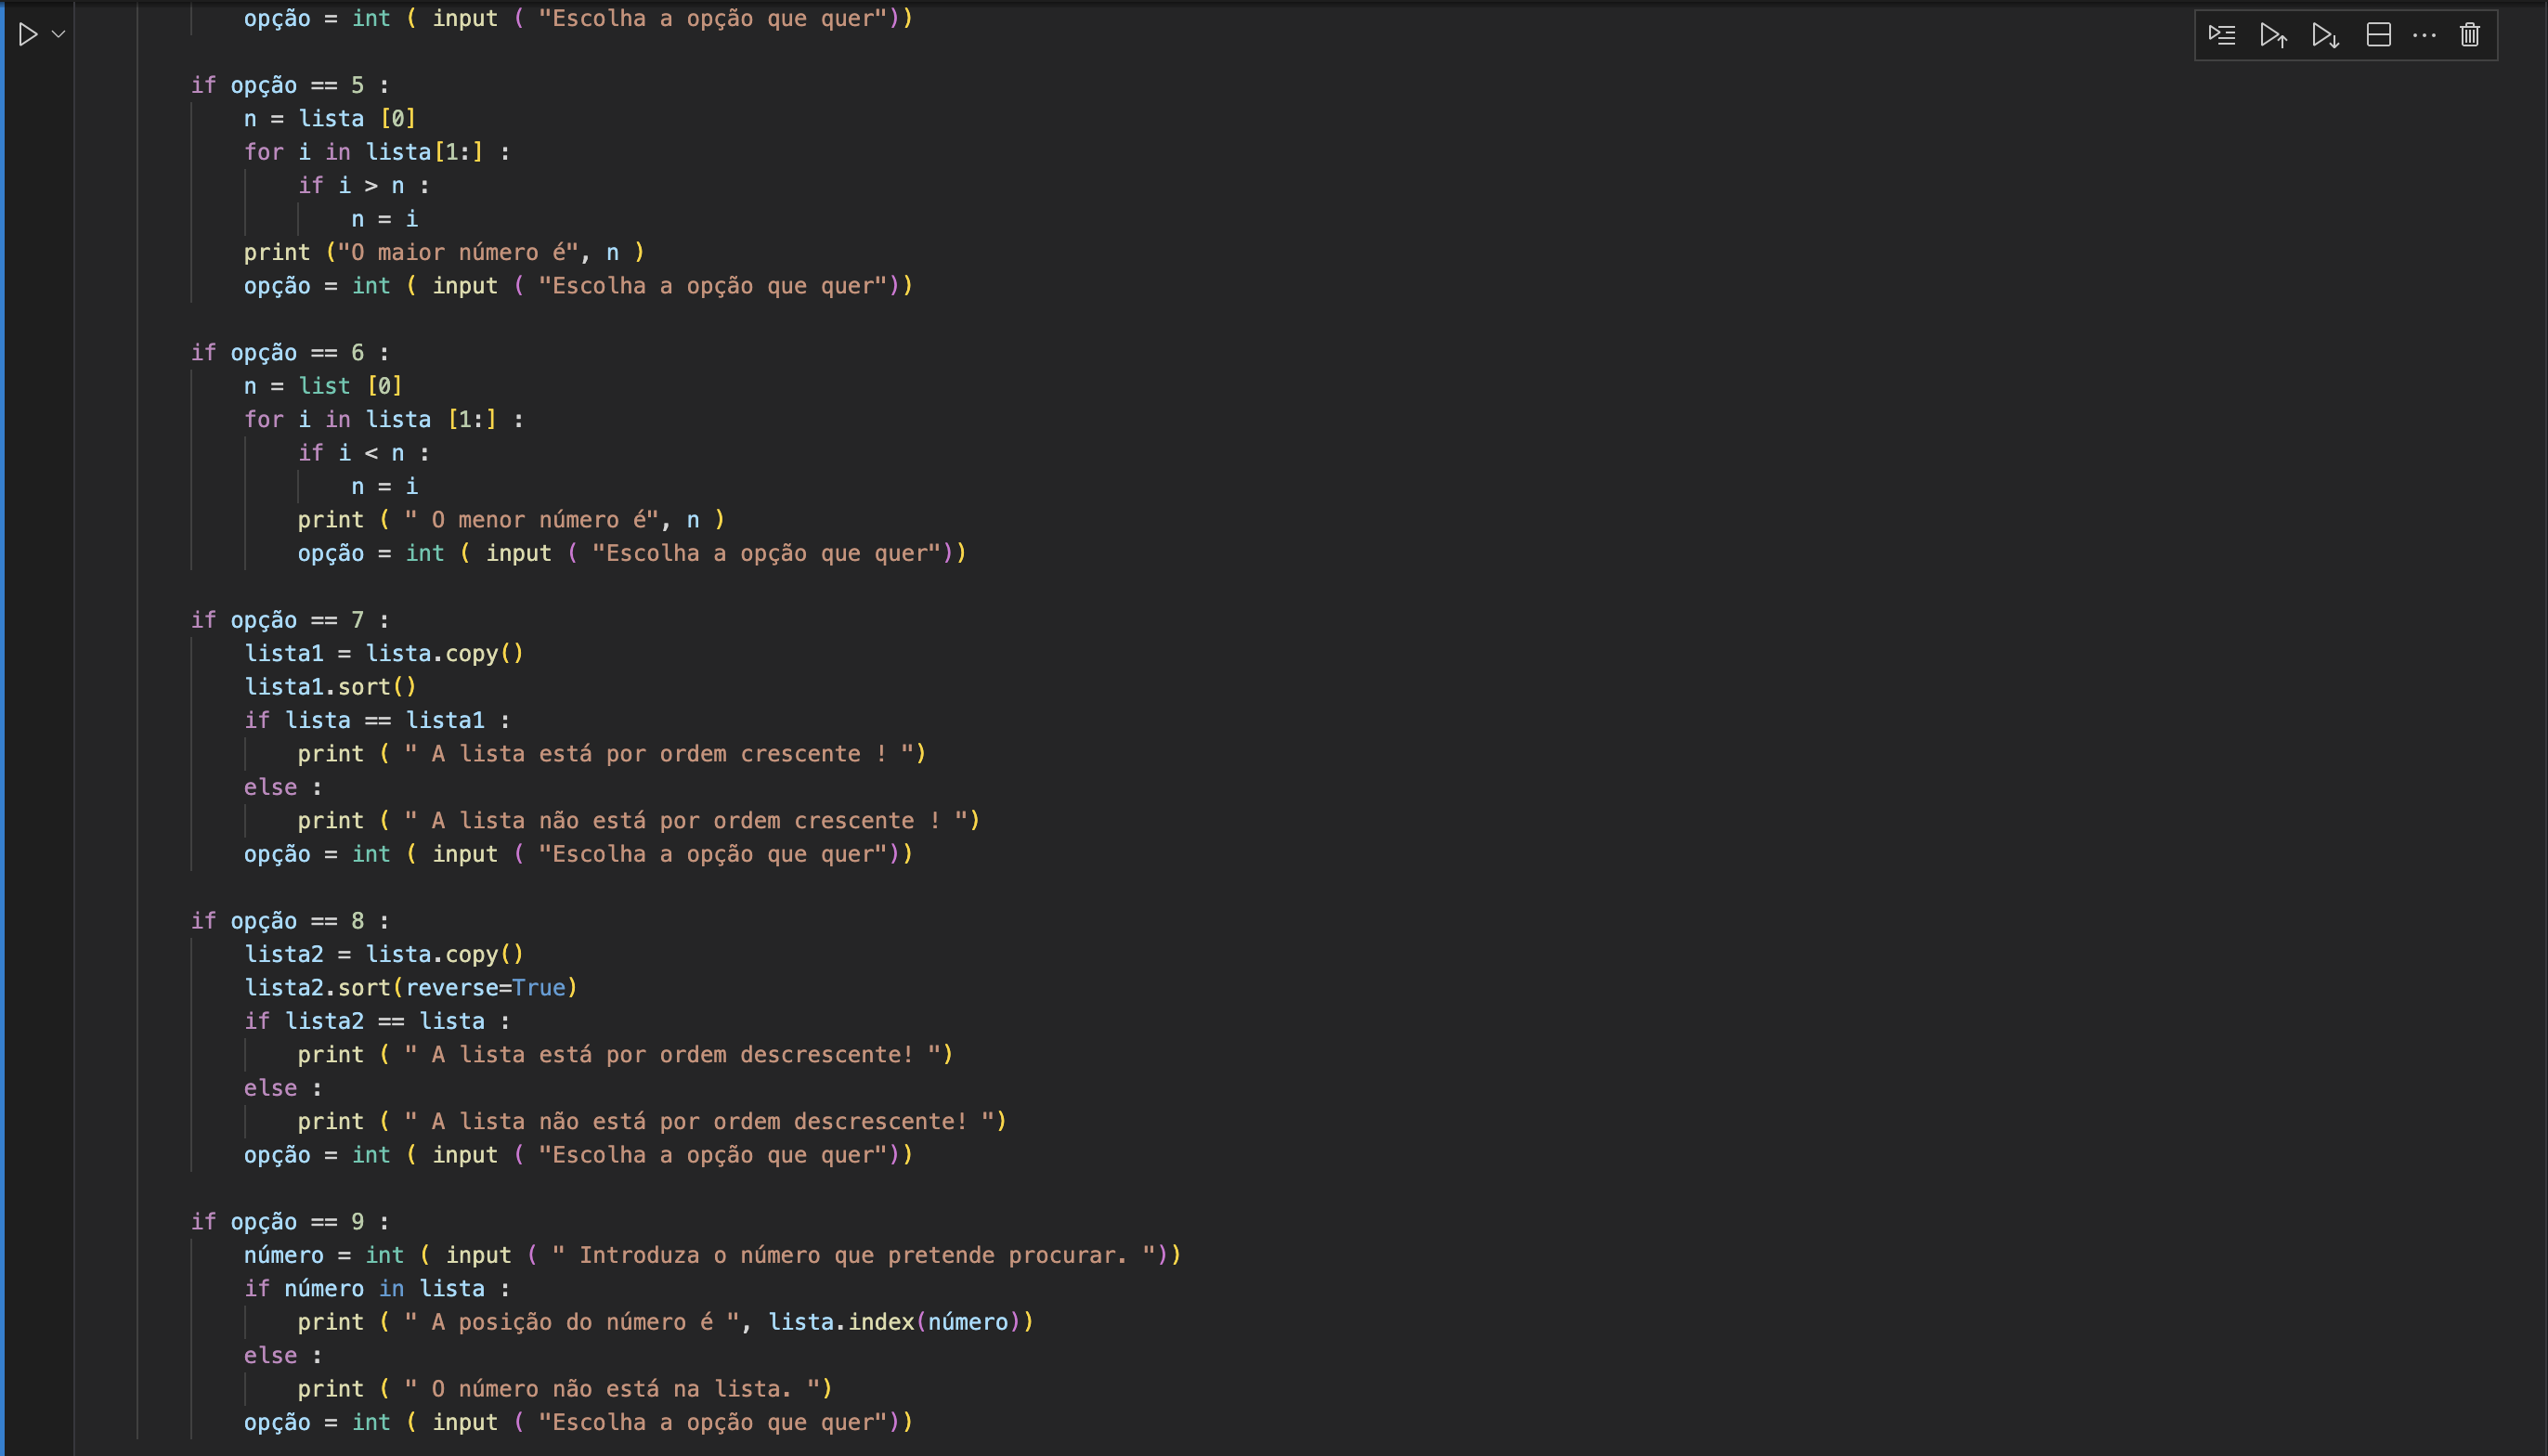 opção = int ( input ( "Escolha a opção que quer"))
if opção == 5 :
n = lista [0]
for i in lista[1:] :
if i > n :
n = i
print ("O maior número é", n )
opção = int ( input ( "Escolha a opção que quer"))
if opção == 6 :
n = list [0]
for i in lista [1:] :
if i < n :
n = i
print ( " O menor número é", n )
opção = int ( input ( "Escolha a opção que quer"))
if opção == 7 :
lista1 = lista.copy()
lista1.sort()
if lista == lista1 :
print ( " A lista está por ordem crescente ! ")
else :
print ( " A lista não está por ordem crescente ! ")
opção = int ( input ( "Escolha a opção que quer"))
if opção == 8 :
lista2 = lista.copy()
lista2.sort(reverse=True)
if lista2 == lista :
print ( " A lista está por ordem descrescente! ")
else :
print ( " A lista não está por ordem descrescente! ")
opção = int ( input ( "Escolha a opção que quer"))
if opção == 9 :
número = int ( input ( " Introduza o número que pretende procurar. "))
if número in lista :
print ( " A posição do número é ", lista.index(número))
else :
print ( " O número não está na lista. ")
opção = int ( input ( "Escolha a opção que quer"))